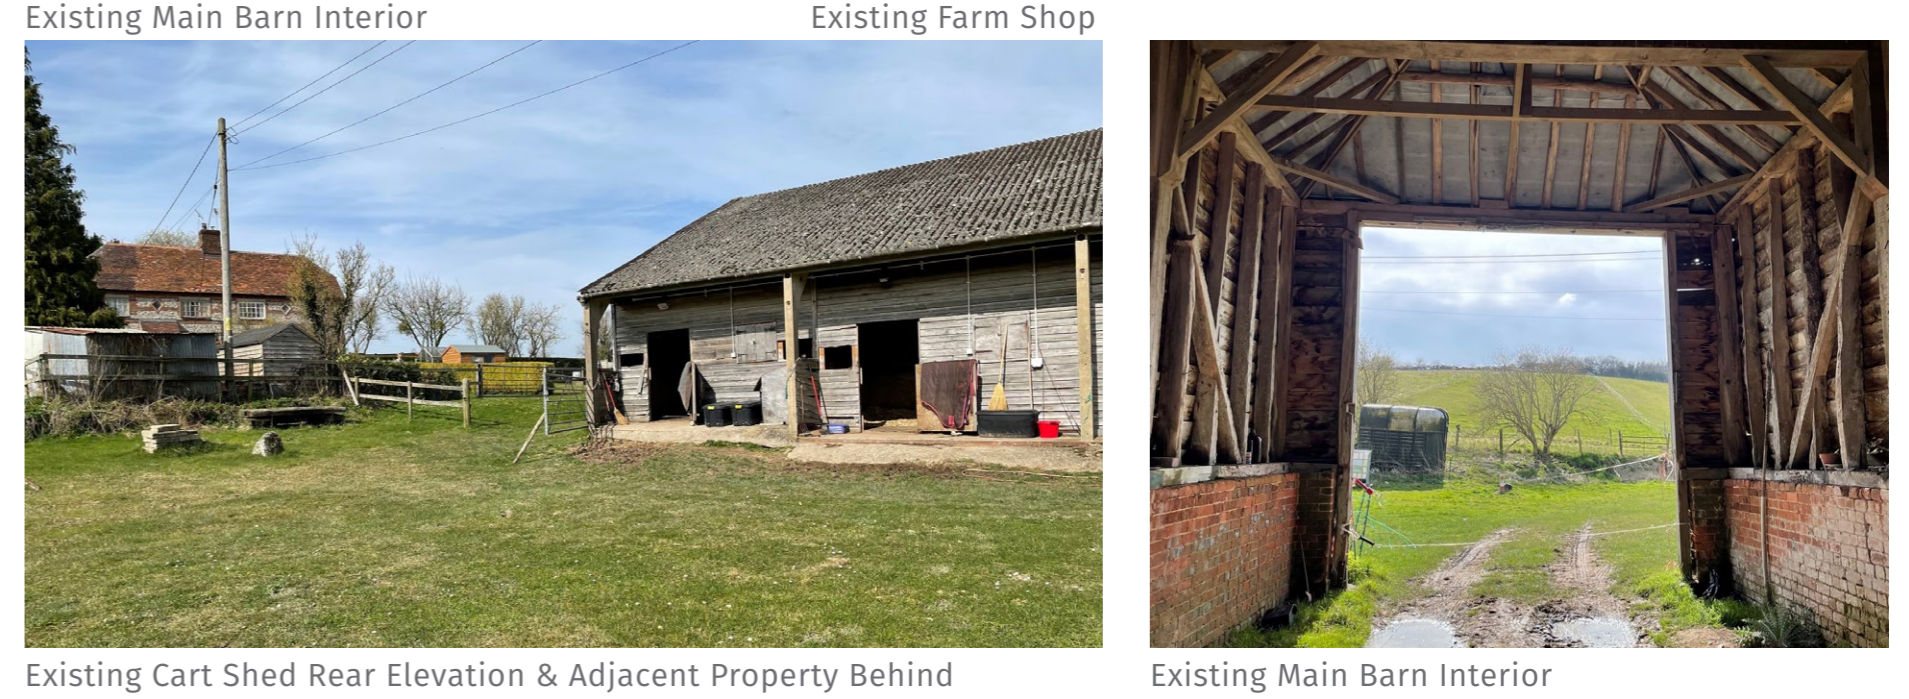 Existing Main Barn Interior
Existing Farm Shop
Existing Cart Shed Rear Elevation & Adjacent Property Behind
Existing Main Barn Interior